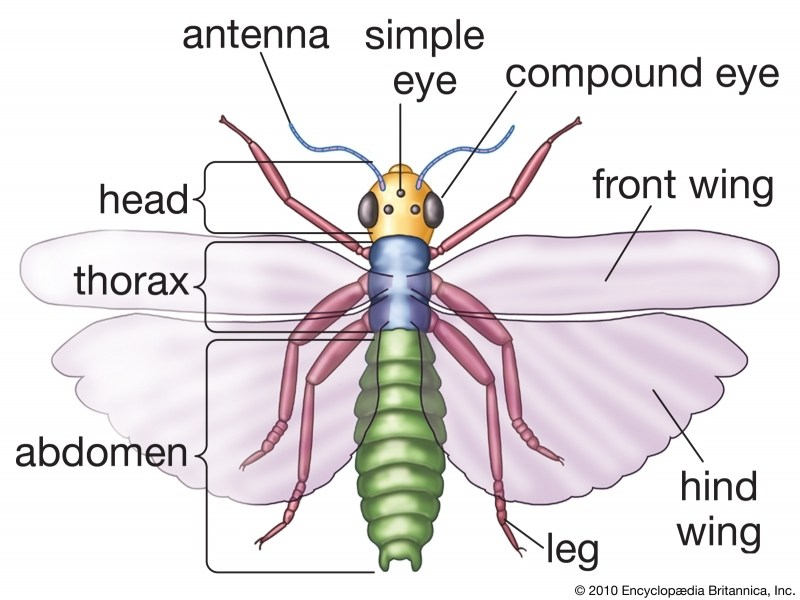 antenna
simple
eye
compound eye
head
front wing
thorax
abdomen
hind
wing
leg
© 2010 Encyclopædia Britannica, Inc.